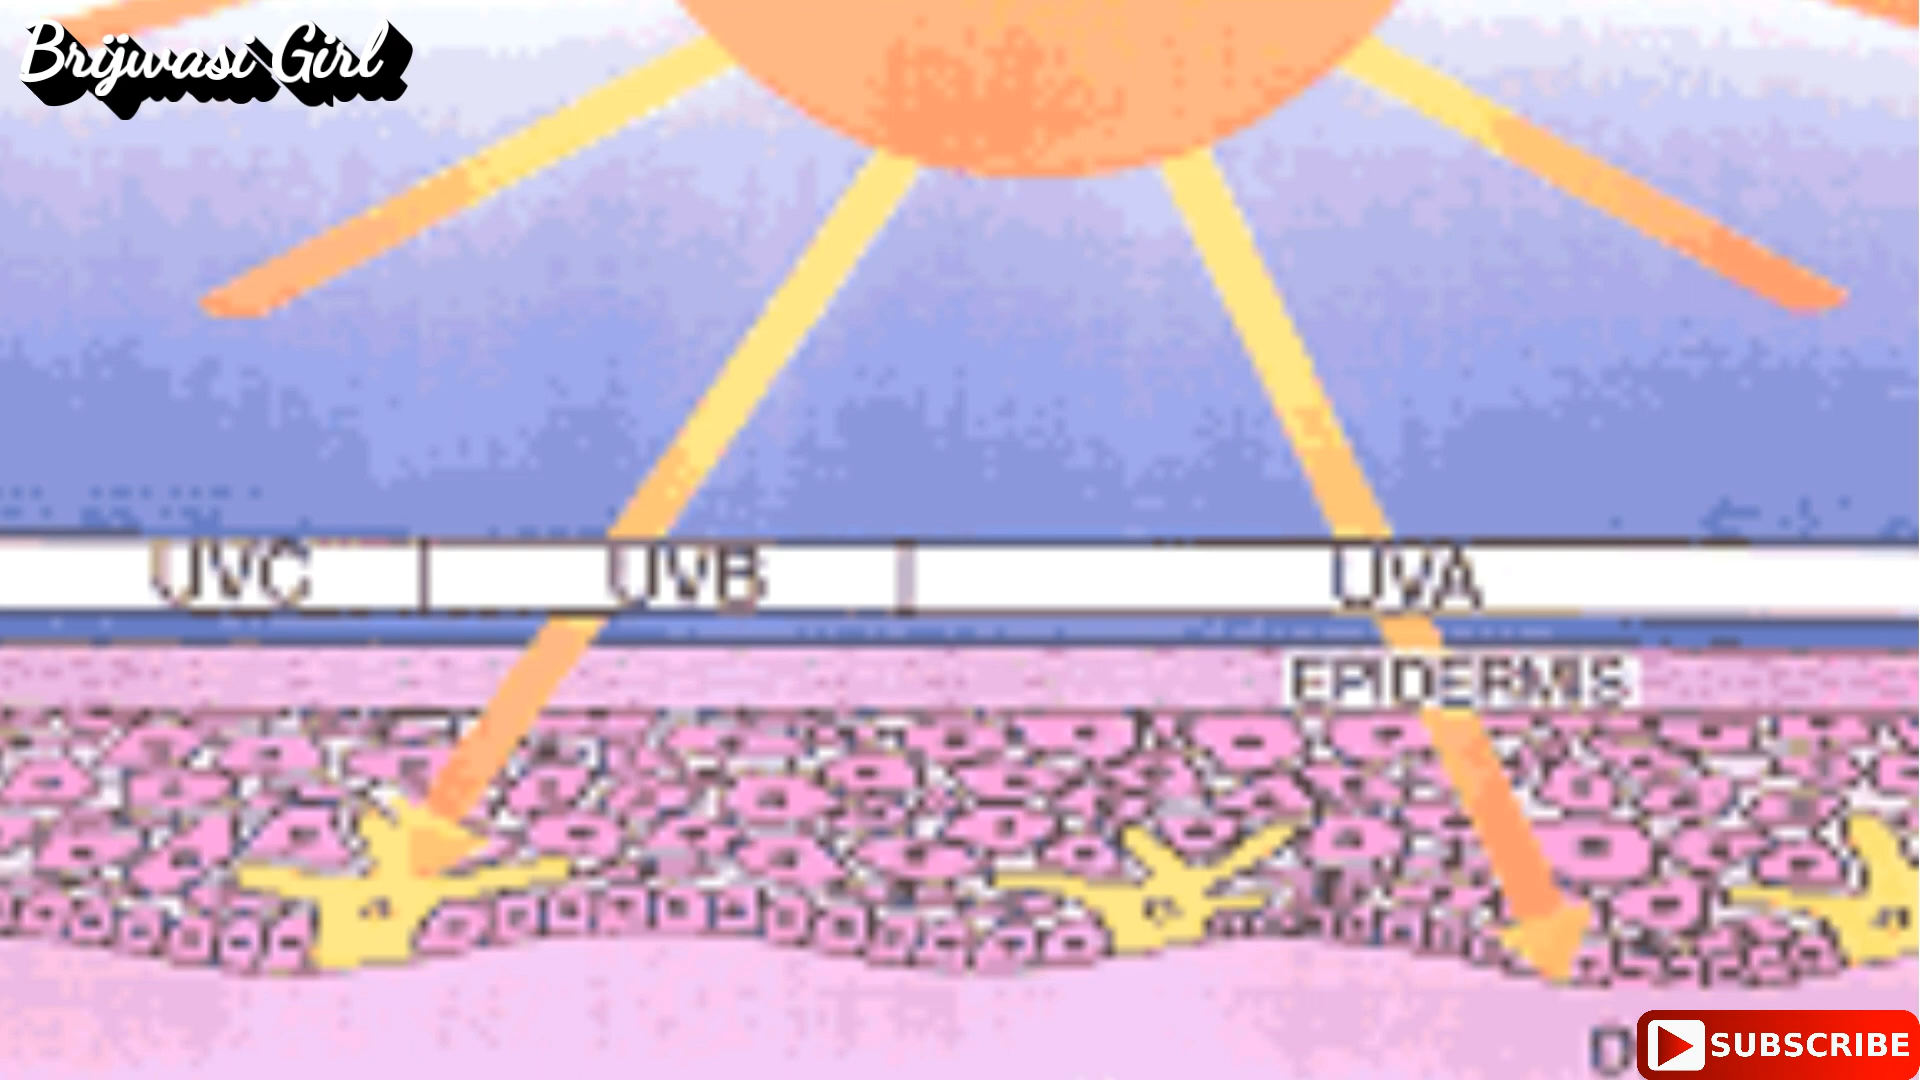 Brijwasi Girl
UVC UVB UVA
EPIDERMIS
SUBSCRIBE